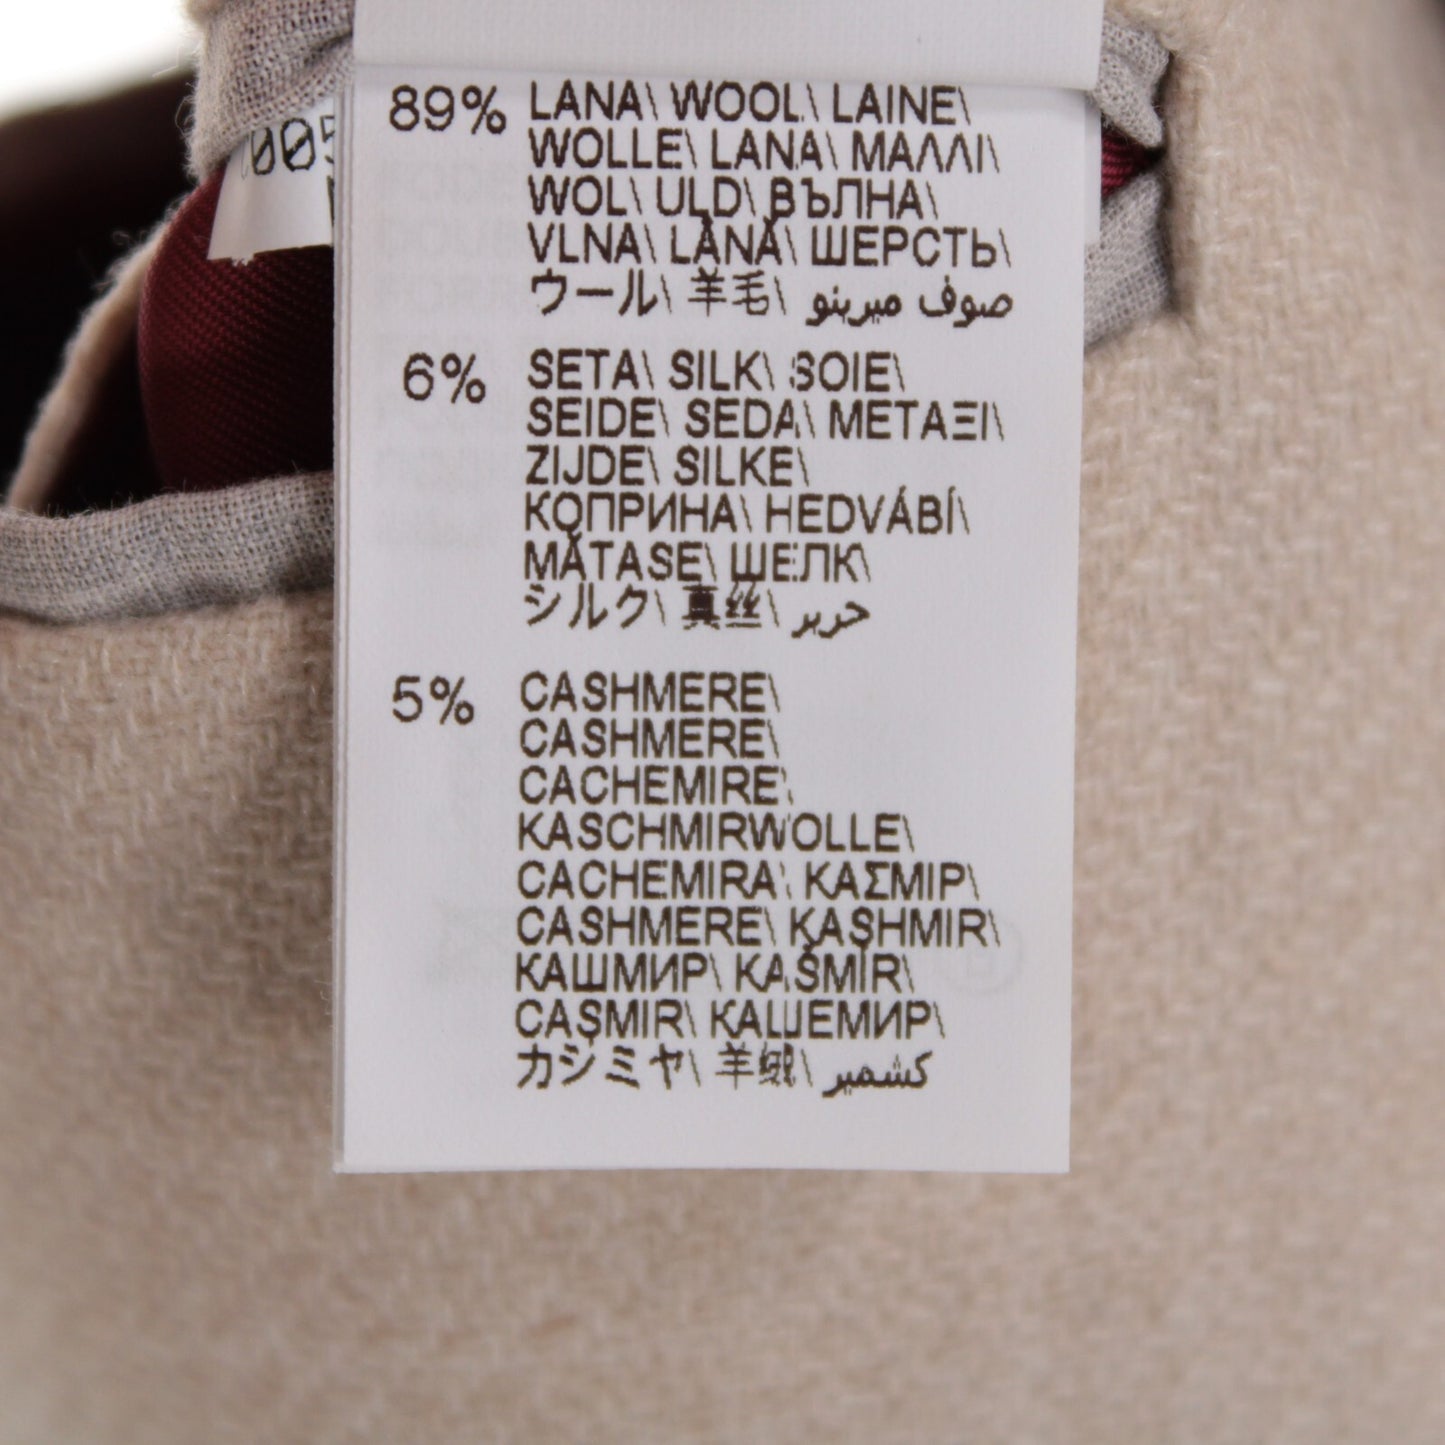 89% LANA\ WOOL\ LAINE\
WOLLE\ LANA\ ΜΑΛΛΙ\
WOL\ ULD\ ВЪЛНА\
VLNA\ LÂNĂ\ ШЕРСТЬ\
ウール\ 羊毛\ صوف ميرينو
6% SETA\ SILK\ SOIE\
SEIDE\ SEDA\ ΜΕΤΑΞΙ\
ZIJDE\ SILKE\
КОПРИНА\ HEDVÁBÍ\
MĂTASE\ ШЕЛК\
シルク\ 真丝\ حرير
5% CASHMERE\
CASHMERE\
CACHEMIRE\
KASCHMIRWOLLE\
CACHEMIRA\ ΚΑΣΜΙΡ\
CASHMERE\ KASHMIR\
КАШМИР\ KAŠMÍR\
CAȘMIR\ КАШЕМИР\
カシミヤ\ 羊绒\ كشمير
005